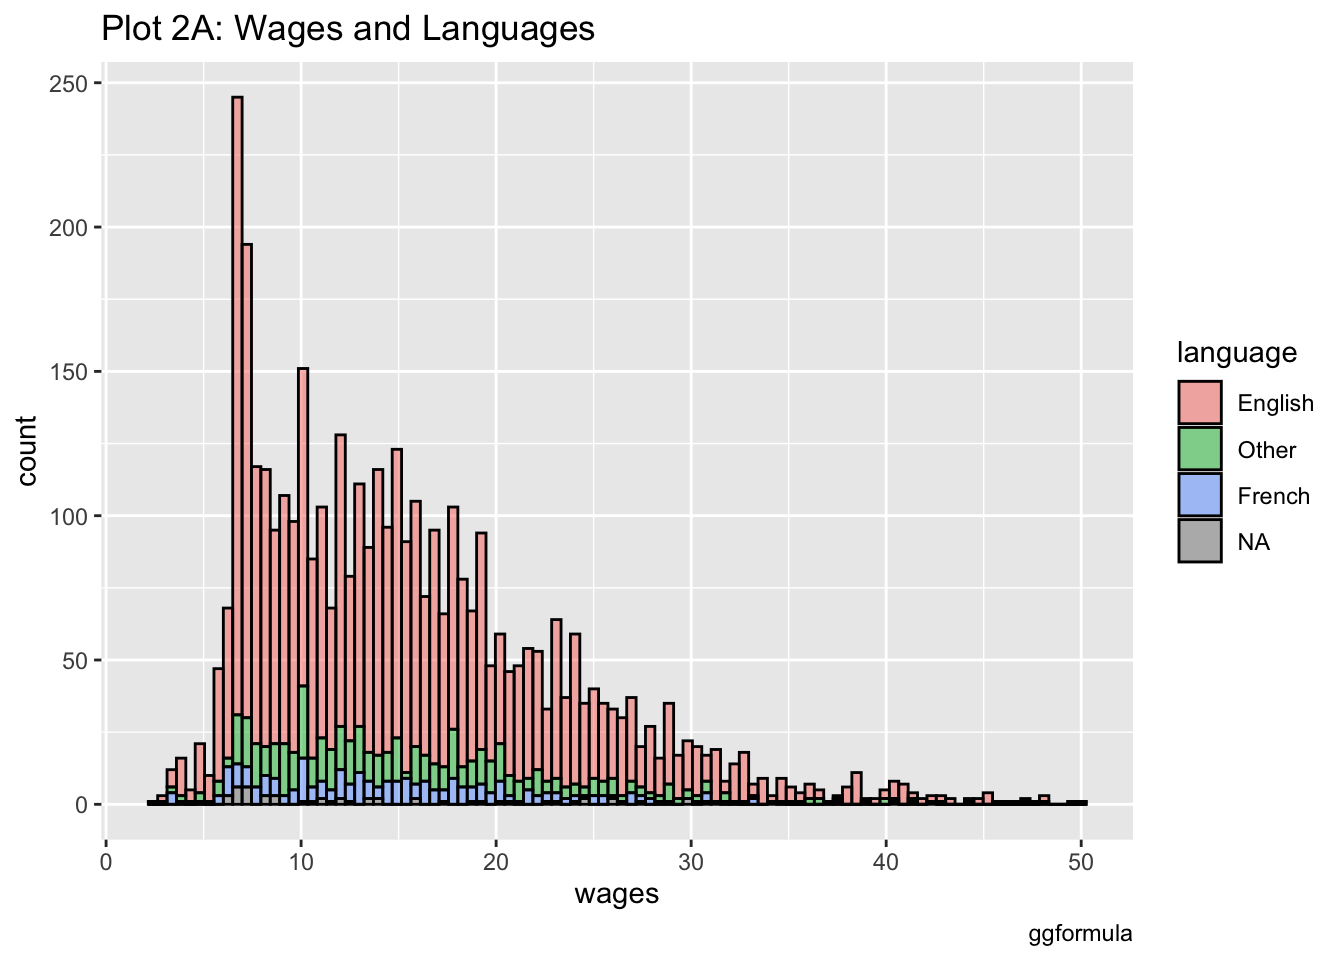 Plot 2A: Wages and Languages
250
200
150
100
50
0
count
0 10 20 30 40 50
wages
language
English
Other
French
NA
ggformula